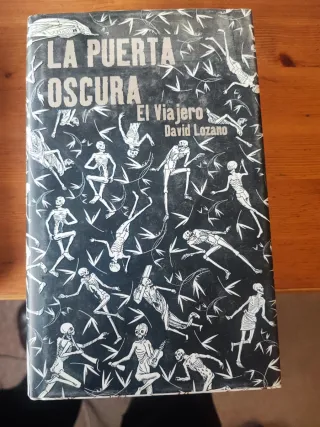 LA PUERTA
OSCURA
El Viajero
David Lozano